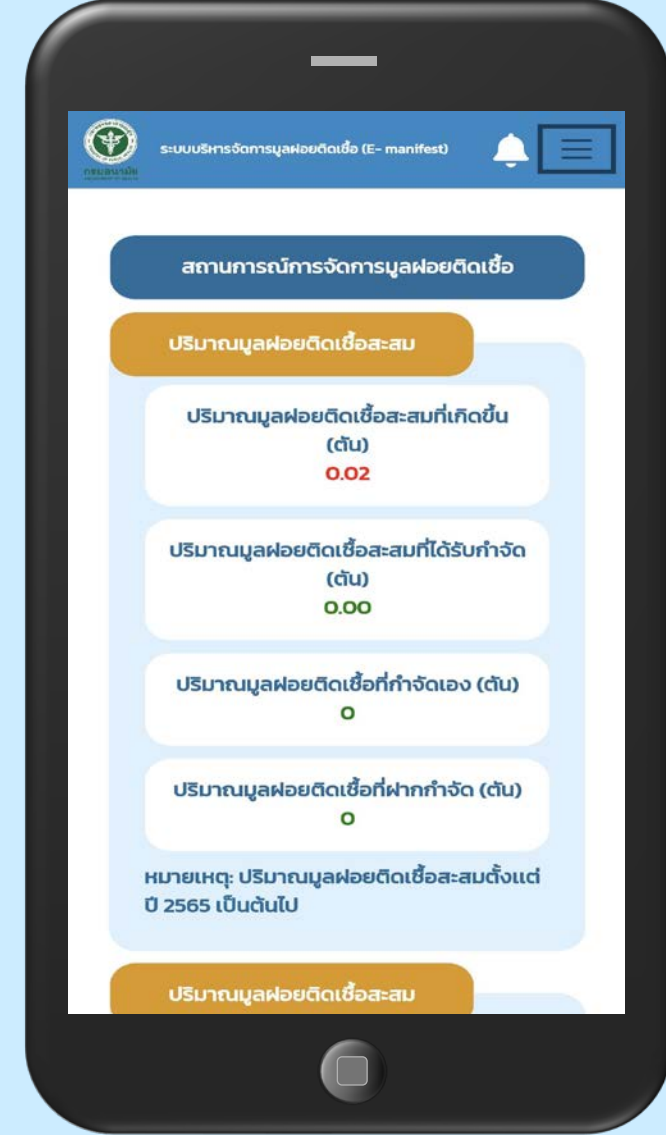 กรมอนามัย
ระบบบริหารจัดการมูลฝอยติดเชื้อ (E- manifest)
สถานการณ์การจัดการมูลฝอยติดเชื้อ
ปริมาณมูลฝอยติดเชื้อสะสม
ปริมาณมูลฝอยติดเชื้อสะสมที่เกิดขึ้น
(ตัน)
0.02
ปริมาณมูลฝอยติดเชื้อสะสมที่ได้รับกำจัด
(ตัน)
0.00
ปริมาณมูลฝอยติดเชื้อที่กำจัดเอง (ตัน)
0
ปริมาณมูลฝอยติดเชื้อที่ฝากกำจัด (ตัน)
0
หมายเหตุ: ปริมาณมูลฝอยติดเชื้อสะสมตั้งแต่
ปี 2565 เป็นต้นไป
ปริมาณมูลฝอยติดเชื้อสะสม